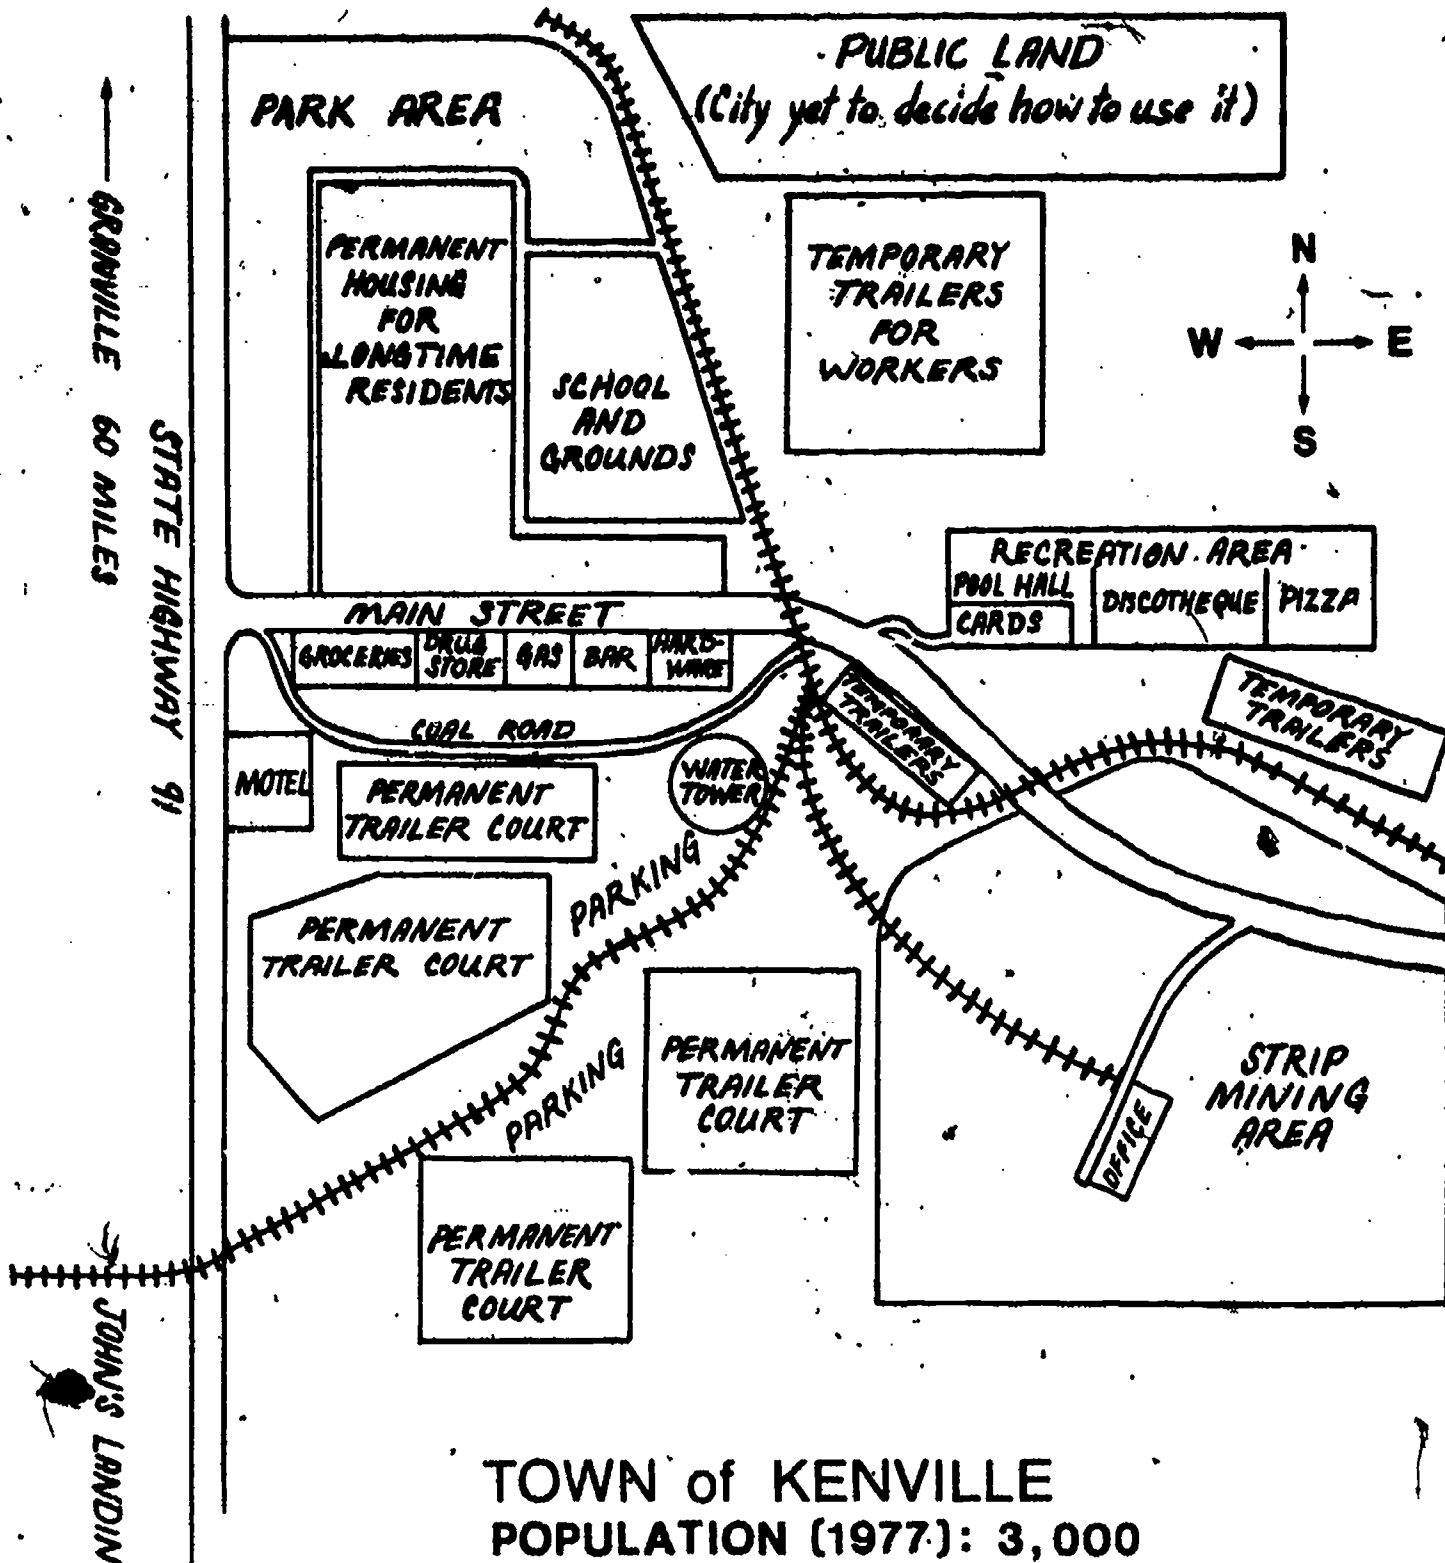 PUBLIC LAND
(City yet to decide how to use it)
PARK AREA
GRANVILLE 60 MILES
STATE HIGHWAY 91
PERMANENT
HOUSING
FOR
LONGTIME
RESIDENTS
SCHOOL
AND
GROUNDS
TEMPORARY
TRAILERS
FOR
WORKERS
N
W E
S
RECREATION AREA
POOL HALL
CARDS
DISCOTHEQUE
PIZZA
MAIN STREET
GROCERIES
DRUG
STORE
GAS
BAR
HARD-
WARE
COAL ROAD
MOTEL
PERMANENT
TRAILER COURT
WATER
TOWER
TEMPORARY
TRAILERS
TEMPORARY
TRAILERS
PARKING
PERMANENT
TRAILER COURT
PARKING
PERMANENT
TRAILER
COURT
STRIP
MINING
AREA
OFFICE
PERMANENT
TRAILER
COURT
JOHN'S LANDIN
TOWN of KENVILLE
POPULATION (1977): 3,000